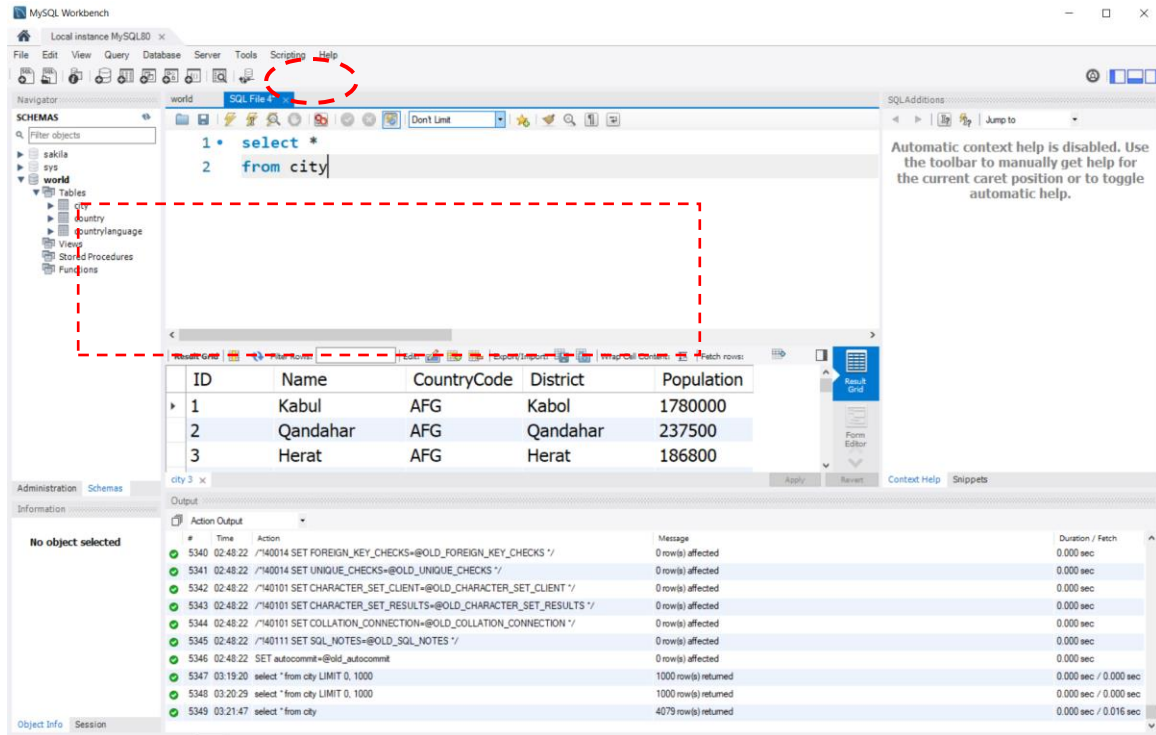 MySQL Workbench
Local instance MySQL80
File Edit View Query Database Server Tools Scripting Help
Navigator
SCHEMAS
Filter objects
sakila
sys
world
Tables
city
country
countrylanguage
Views
Stored Procedures
Functions
Administration Schemas
Information
No object selected
Object Info Session
world SQL File 4*
Don't Limit
1 select *
2 from city
Result Grid Filter Rows: Edit: Export/Import: Wrap Cell Content: Fetch rows:
ID Name CountryCode District Population
1 Kabul AFG Kabol 1780000
2 Qandahar AFG Qandahar 237500
3 Herat AFG Herat 186800
Result Grid
Form Editor
city 3 Apply Revert
SQLAdditions
Jump to
Automatic context help is disabled. Use
the toolbar to manually get help for
the current caret position or to toggle
automatic help.
Context Help Snippets
Output
Action Output
# Time Action Message Duration / Fetch
5340 02:48:22 /*!40014 SET FOREIGN_KEY_CHECKS=@OLD_FOREIGN_KEY_CHECKS */ 0 row(s) affected 0.000 sec
5341 02:48:22 /*!40014 SET UNIQUE_CHECKS=@OLD_UNIQUE_CHECKS */ 0 row(s) affected 0.000 sec
5342 02:48:22 /*!40101 SET CHARACTER_SET_CLIENT=@OLD_CHARACTER_SET_CLIENT */ 0 row(s) affected 0.000 sec
5343 02:48:22 /*!40101 SET CHARACTER_SET_RESULTS=@OLD_CHARACTER_SET_RESULTS */ 0 row(s) affected 0.000 sec
5344 02:48:22 /*!40101 SET COLLATION_CONNECTION=@OLD_COLLATION_CONNECTION */ 0 row(s) affected 0.000 sec
5345 02:48:22 /*!40111 SET SQL_NOTES=@OLD_SQL_NOTES */ 0 row(s) affected 0.000 sec
5346 02:48:22 SET autocommit=@old_autocommit 0 row(s) affected 0.000 sec
5347 03:19:20 select * from city LIMIT 0, 1000 1000 row(s) returned 0.000 sec / 0.000 sec
5348 03:20:29 select * from city LIMIT 0, 1000 1000 row(s) returned 0.000 sec / 0.000 sec
5349 03:21:47 select * from city 4079 row(s) returned 0.000 sec / 0.016 sec